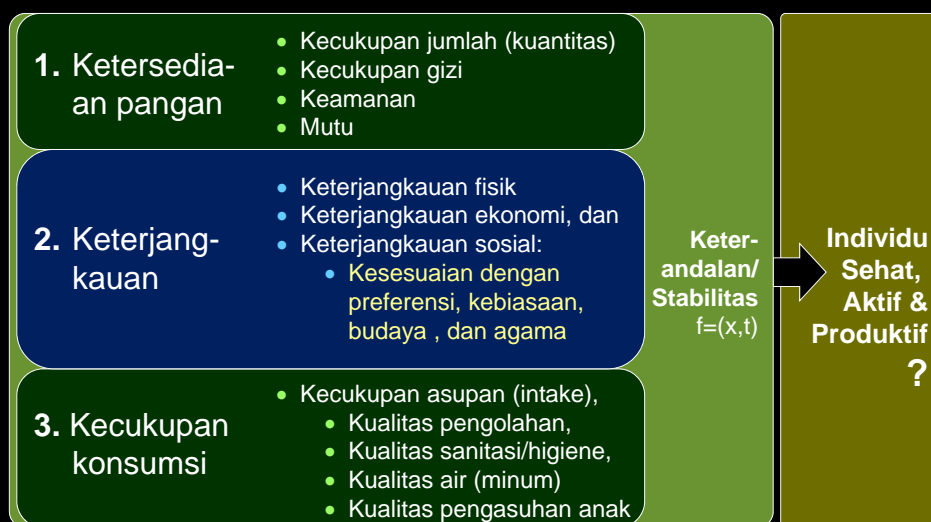 1. Ketersedia-
an pangan
• Kecukupan jumlah (kuantitas)
• Kecukupan gizi
• Keamanan
• Mutu
2. Keterjang-
kauan
• Keterjangkauan fisik
• Keterjangkauan ekonomi, dan
• Keterjangkauan sosial:
• Kesesuaian dengan
preferensi, kebiasaan,
budaya , dan agama
3. Kecukupan
konsumsi
• Kecukupan asupan (intake),
• Kualitas pengolahan,
• Kualitas sanitasi/higiene,
• Kualitas air (minum)
• Kualitas pengasuhan anak
Keter-
andalan/
Stabilitas
f=(x,t)
Individu
Sehat,
Aktif &
Produktif
?